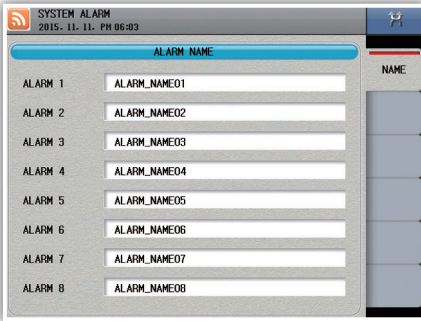 SYSTEM ALARM
2015. 11. 11. PM 06:03
ALARM NAME
NAME
ALARM 1 ALARM_NAME01
ALARM 2 ALARM_NAME02
ALARM 3 ALARM_NAME03
ALARM 4 ALARM_NAME04
ALARM 5 ALARM_NAME05
ALARM 6 ALARM_NAME06
ALARM 7 ALARM_NAME07
ALARM 8 ALARM_NAME08